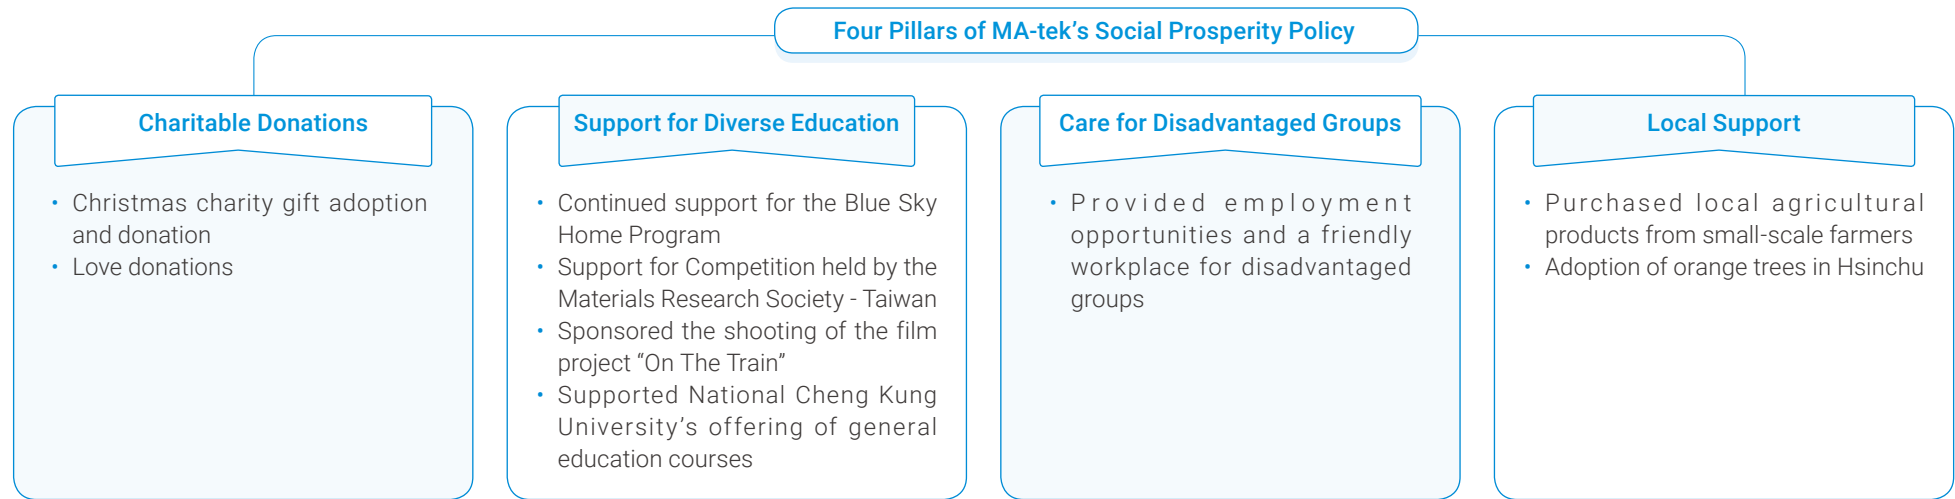 Four Pillars of MA-tek’s Social Prosperity Policy
Charitable Donations
• Christmas charity gift adoption
and donation
• Love donations
Support for Diverse Education
• Continued support for the Blue Sky
Home Program
• Support for Competition held by the
Materials Research Society - Taiwan
• Sponsored the shooting of the film
project “On The Train”
• Supported National Cheng Kung
University’s offering of general
education courses
Care for Disadvantaged Groups
• Provided employment
opportunities and a friendly
workplace for disadvantaged
groups
Local Support
• Purchased local agricultural
products from small-scale farmers
• Adoption of orange trees in Hsinchu